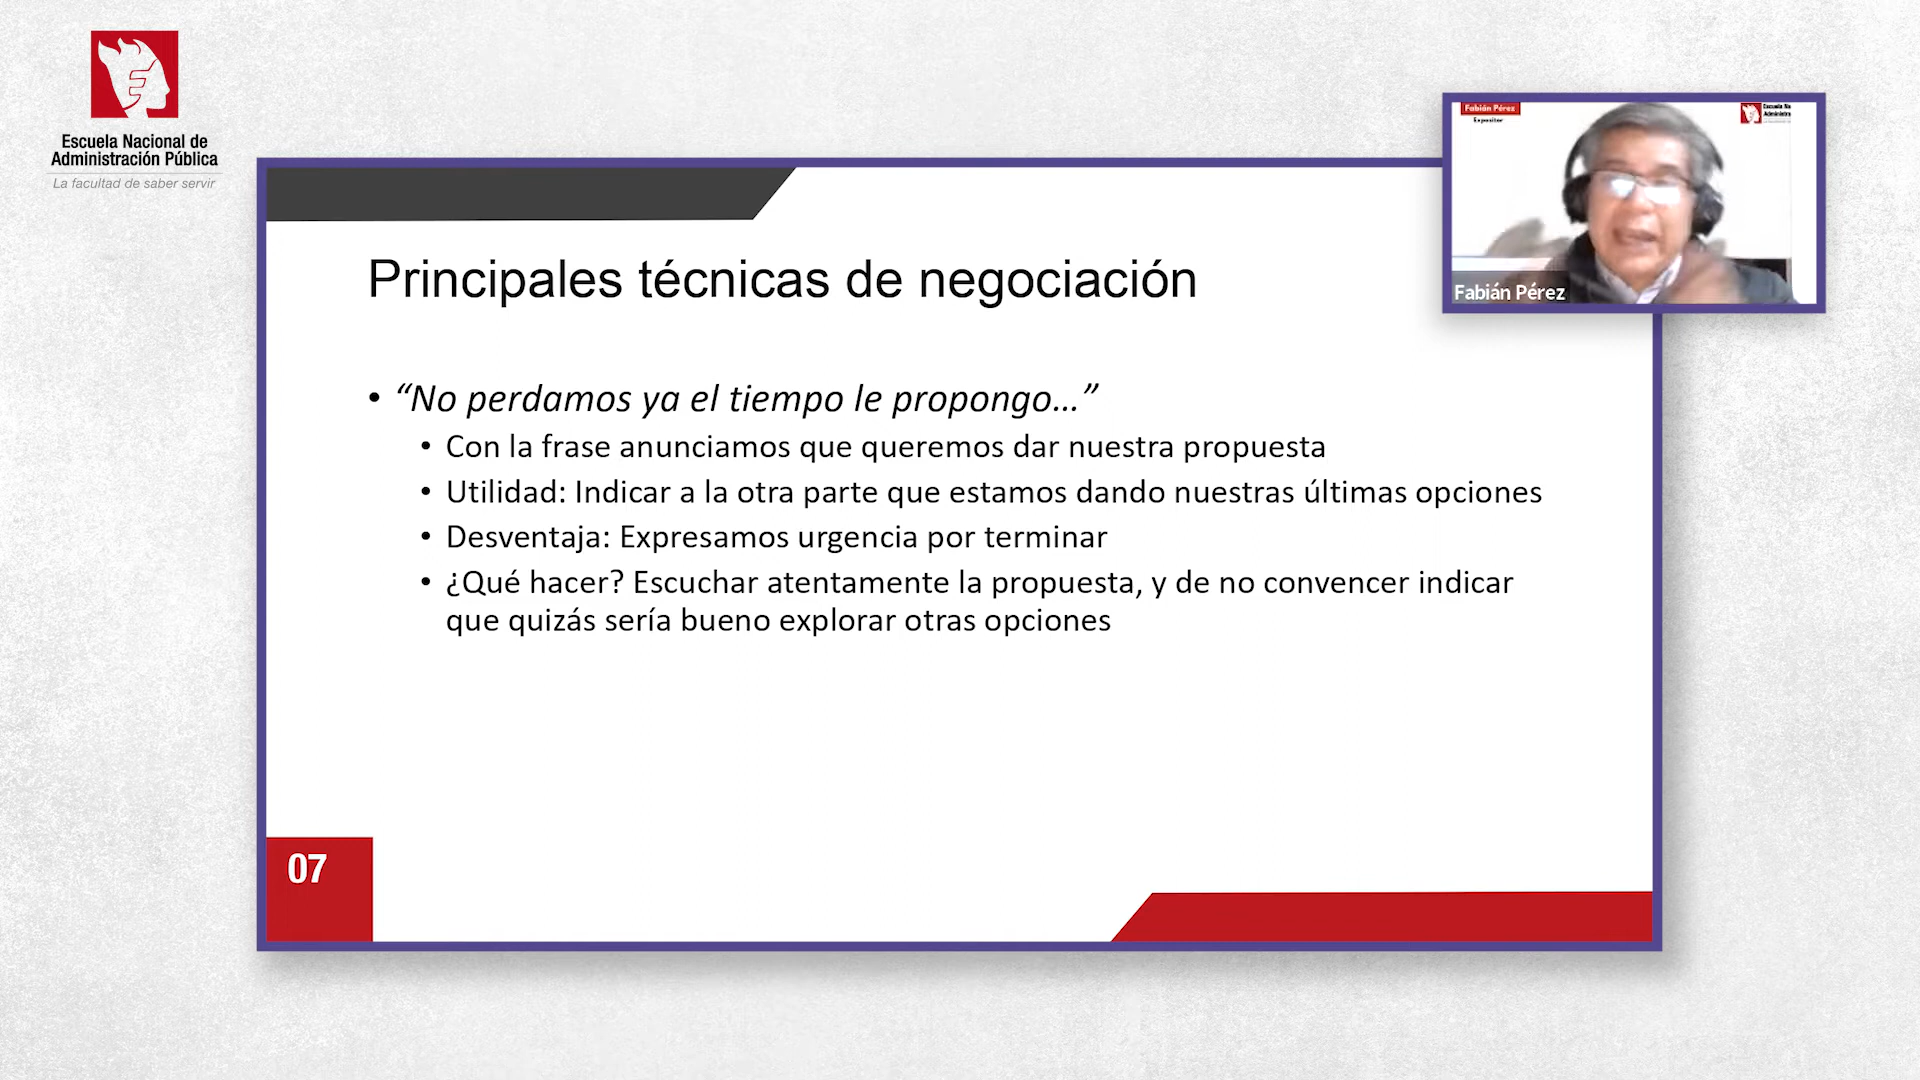 Escuela Nacional de
Administración Pública
La facultad de saber servir
Fabián Pérez
Expositor
Fabián Pérez
Principales técnicas de negociación
• “No perdamos ya el tiempo le propongo…”
• Con la frase anunciamos que queremos dar nuestra propuesta
• Utilidad: Indicar a la otra parte que estamos dando nuestras últimas opciones
• Desventaja: Expresamos urgencia por terminar
• ¿Qué hacer? Escuchar atentamente la propuesta, y de no convencer indicar
que quizás sería bueno explorar otras opciones
07